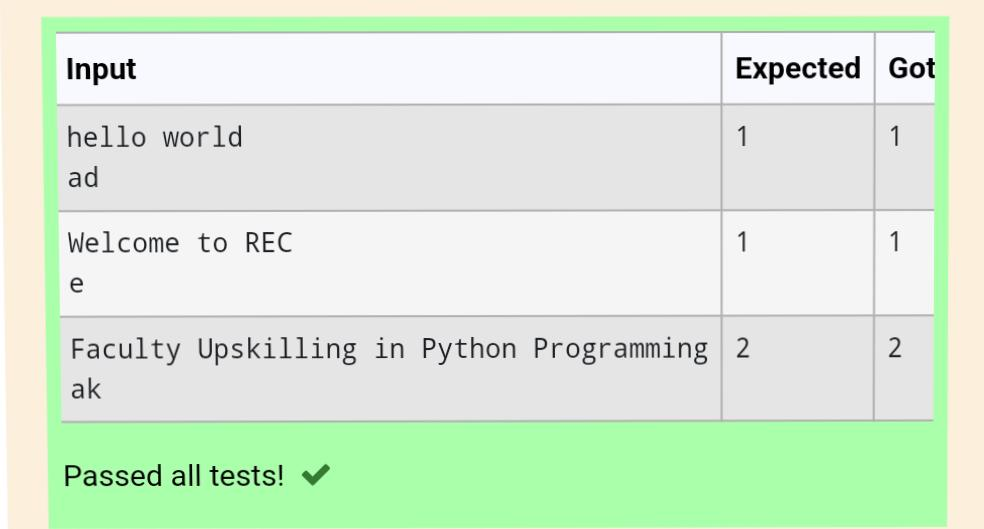 Input Expected Got
hello world 1 1
ad
Welcome to REC 1 1
e
Faculty Upskilling in Python Programming 2 2
ak
Passed all tests!